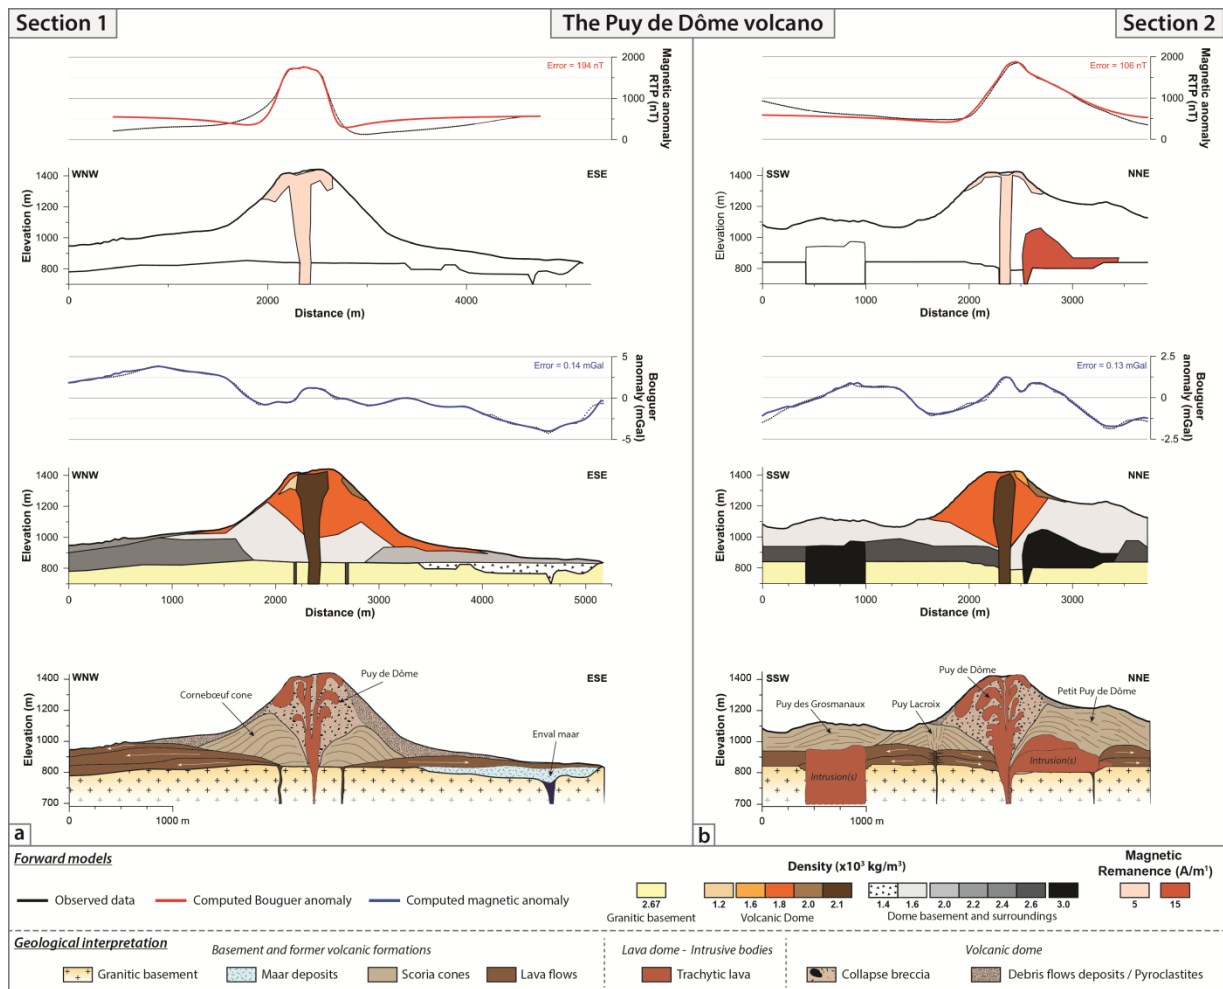 Section 1
The Puy de Dôme volcano
Section 2
Error = 194 nT
2000
1000
0
Magnetic anomaly
RTP (nT)
Error = 106 nT
2000
1000
0
Magnetic anomaly
RTP (nT)
WNW
ESE
1400
1200
1000
800
Elevation (m)
0
2000
4000
Distance (m)
SSW
NNE
1400
1200
1000
800
Elevation (m)
0
1000
2000
3000
Distance (m)
Error = 0.14 mGal
5
0
-5
Bouguer
anomaly (mGal)
Error = 0.13 mGal
2.5
0
-2.5
Bouguer
anomaly (mGal)
WNW
ESE
1400
1200
1000
800
Elevation (m)
0
1000
2000
3000
4000
5000
Distance (m)
SSW
NNE
1400
1200
1000
800
Elevation (m)
0
1000
2000
3000
Distance (m)
WNW
ESE
Puy de Dôme
Cornebœuf cone
Enval maar
1400
1200
1000
800
700
Elevation (m)
1000 m
a
SSW
NNE
Puy de Dôme
Petit Puy de Dôme
Puy des Grosmanaux
Puy Lacroix
Intrusion(s)
Intrusion(s)
1400
1200
1000
800
700
Elevation (m)
0
1000 m
b
Forward models
Observed data
Computed Bouguer anomaly
Computed magnetic anomaly
Density (x10³ kg/m³)
2.67
1.2 1.6 1.8 2.0 2.1
1.4 1.6 2.0 2.2 2.4 2.6 3.0
Granitic basement
Volcanic Dome
Dome basement and surroundings
Magnetic
Remanence (A/m¹)
5 15
Geological interpretation
Basement and former volcanic formations
Lava dome - Intrusive bodies
Volcanic dome
Granitic basement
Maar deposits
Scoria cones
Lava flows
Trachytic lava
Collapse breccia
Debris flows deposits / Pyroclastites